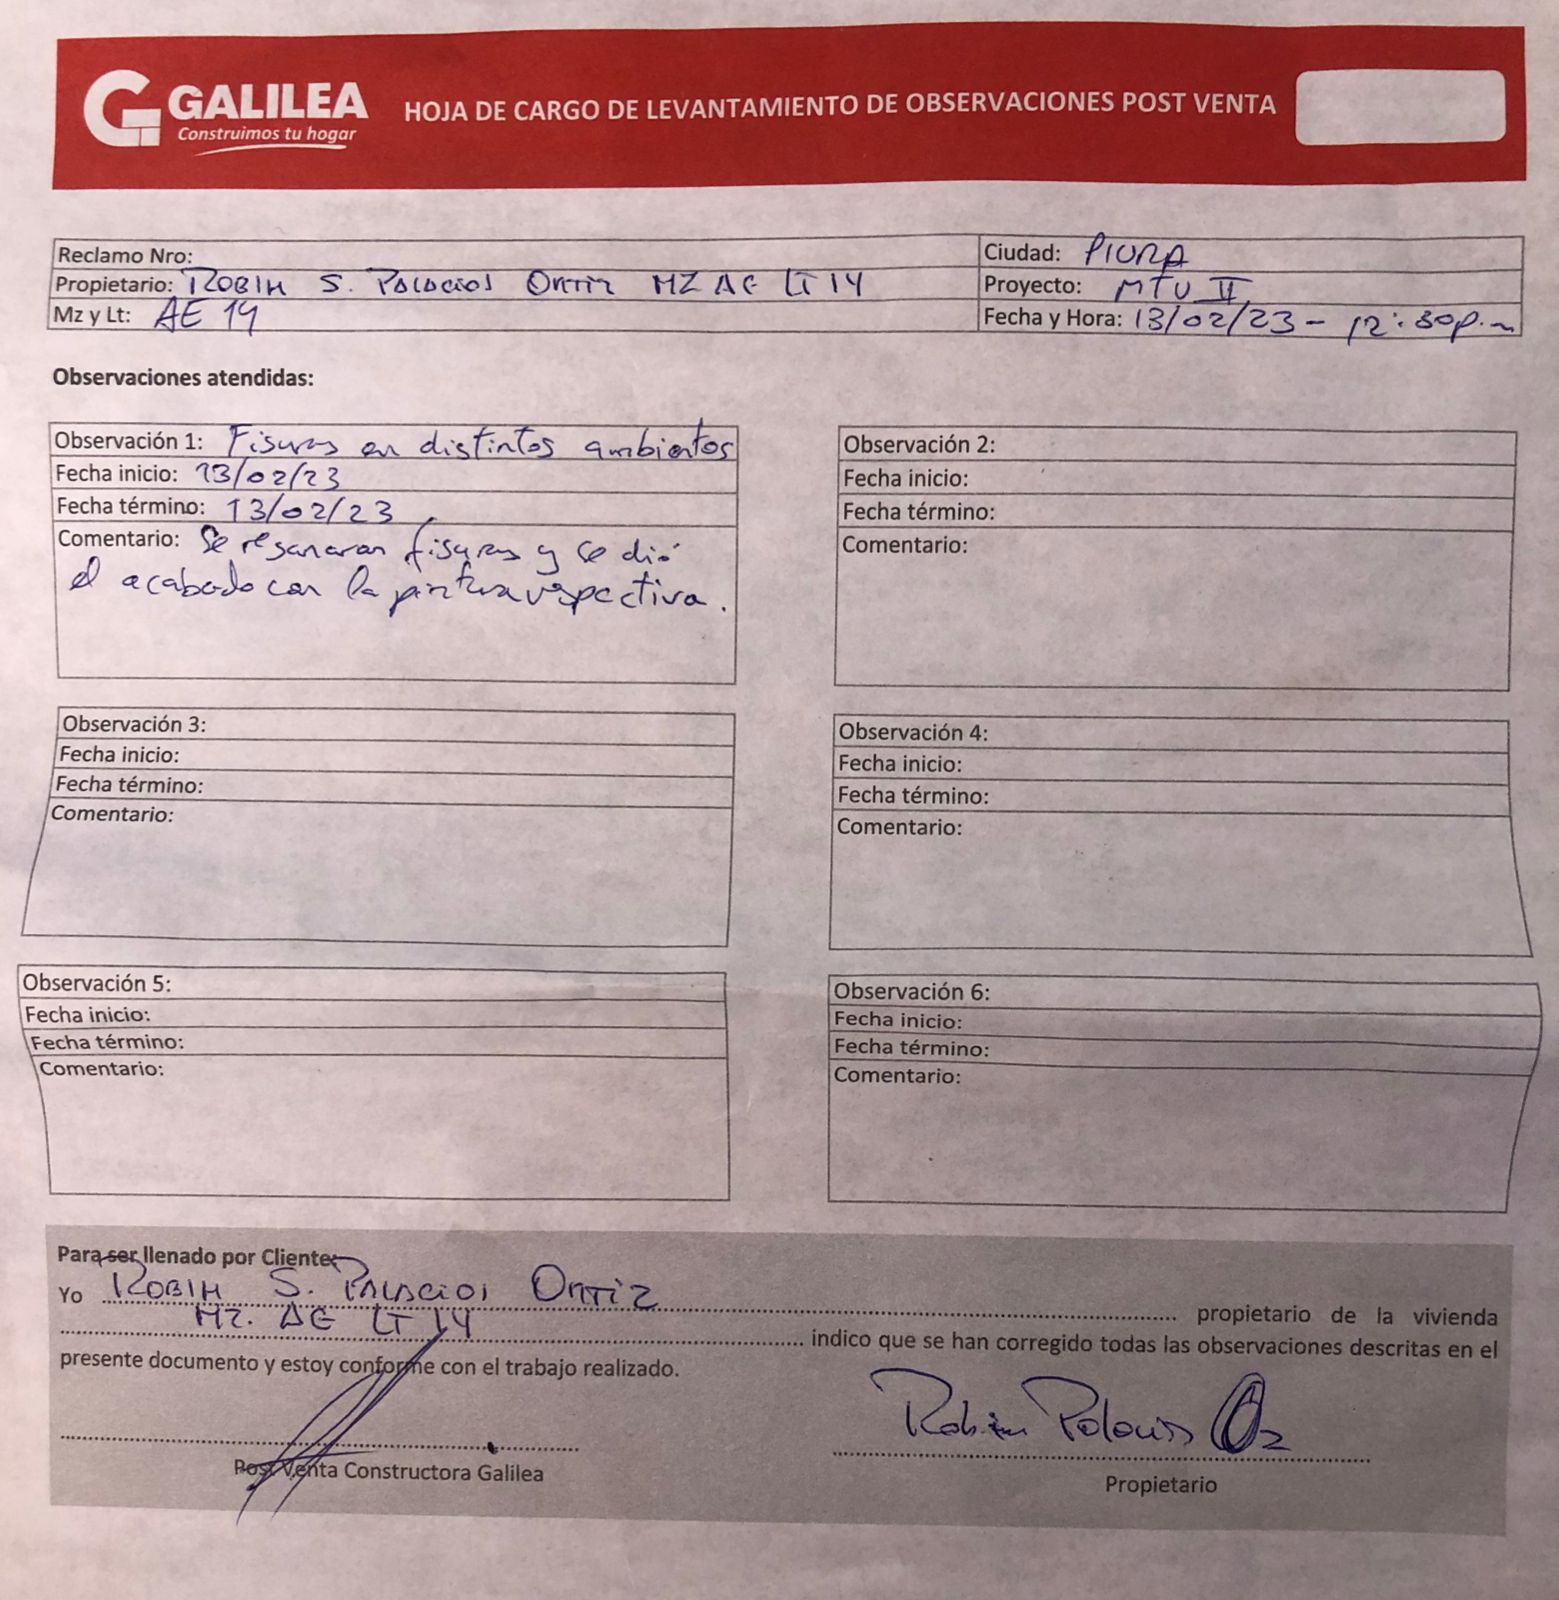 GALILEA
Construimos tu hogar
HOJA DE CARGO DE LEVANTAMIENTO DE OBSERVACIONES POST VENTA
Reclamo Nro:
Ciudad: PIURA
Propietario: ROBIN S. PALACIOS ORTIZ MZ AE LT 14
Proyecto: MTU II
Mz y Lt: AE 14
Fecha y Hora: 13/02/23 - 12:30p.m
Observaciones atendidas:
Observación 1: Fisuras en distintos ambientes
Fecha inicio: 13/02/23
Fecha término: 13/02/23
Comentario: Se resanaron fisuras y se dió
el acabado con la pintura respectiva.
Observación 2:
Fecha inicio:
Fecha término:
Comentario:
Observación 3:
Fecha inicio:
Fecha término:
Comentario:
Observación 4:
Fecha inicio:
Fecha término:
Comentario:
Observación 5:
Fecha inicio:
Fecha término:
Comentario:
Observación 6:
Fecha inicio:
Fecha término:
Comentario:
Para ser llenado por Cliente:
Yo ROBIN S. PALACIOS ORTIZ propietario de la vivienda
MZ. AE LT 14 indico que se han corregido todas las observaciones descritas en el
presente documento y estoy conforme con el trabajo realizado.
Robin Palacios
Post Venta Constructora Galilea
Propietario